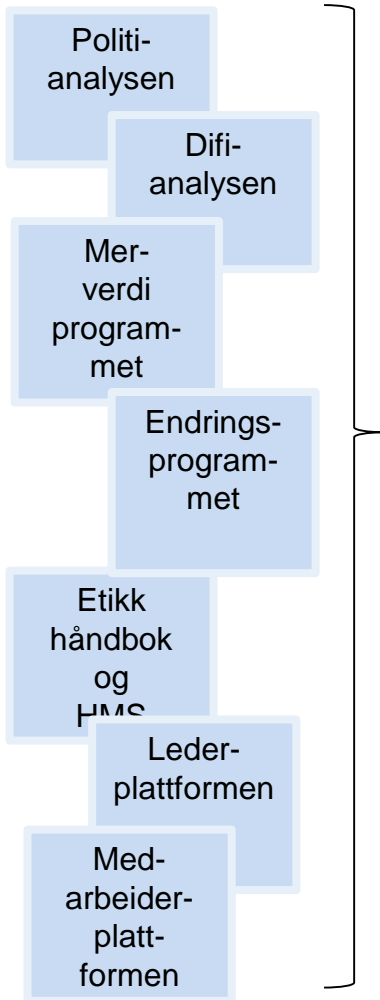 Politi-
analysen
Difi-
analysen
Mer-
verdi
program-
met
Endrings-
program-
met
Etikk
håndbok
og
HMS
Leder-
plattformen
Med-
arbeider-
platt-
formen